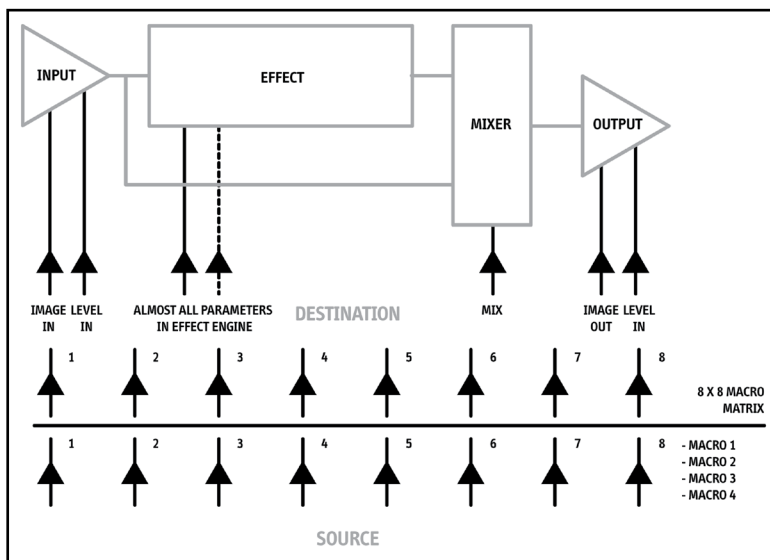 INPUT
EFFECT
MIXER
OUTPUT
IMAGE IN
LEVEL IN
ALMOST ALL PARAMETERS
IN EFFECT ENGINE
DESTINATION
MIX
IMAGE OUT
LEVEL IN
1 2 3 4 5 6 7 8
8 X 8 MACRO
MATRIX
1 2 3 4 5 6 7 8
- MACRO 1
- MACRO 2
- MACRO 3
- MACRO 4
SOURCE